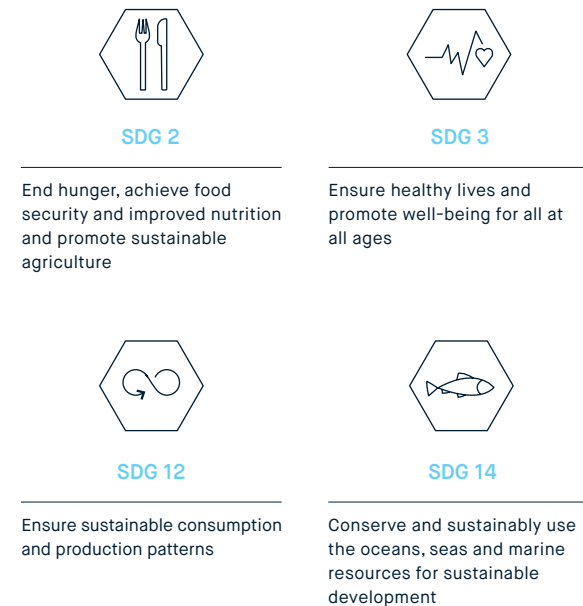 SDG 2
End hunger, achieve food
security and improved nutrition
and promote sustainable
agriculture
SDG 3
Ensure healthy lives and
promote well-being for all at
all ages
SDG 12
Ensure sustainable consumption
and production patterns
SDG 14
Conserve and sustainably use
the oceans, seas and marine
resources for sustainable
development